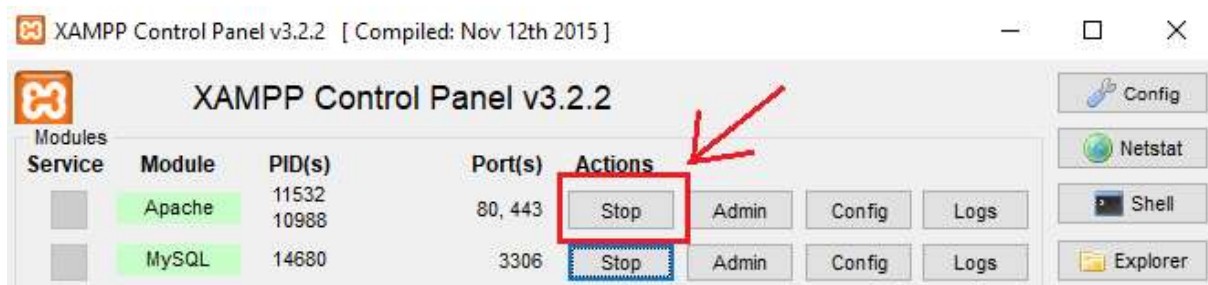 XAMPP Control Panel v3.2.2 [ Compiled: Nov 12th 2015 ]
XAMPP Control Panel v3.2.2
Config
Modules
Netstat
Service Module PID(s) Port(s) Actions
Apache 11532 10988 80, 443 Stop Admin Config Logs
Shell
MySQL 14680 3306 Stop Admin Config Logs
Explorer